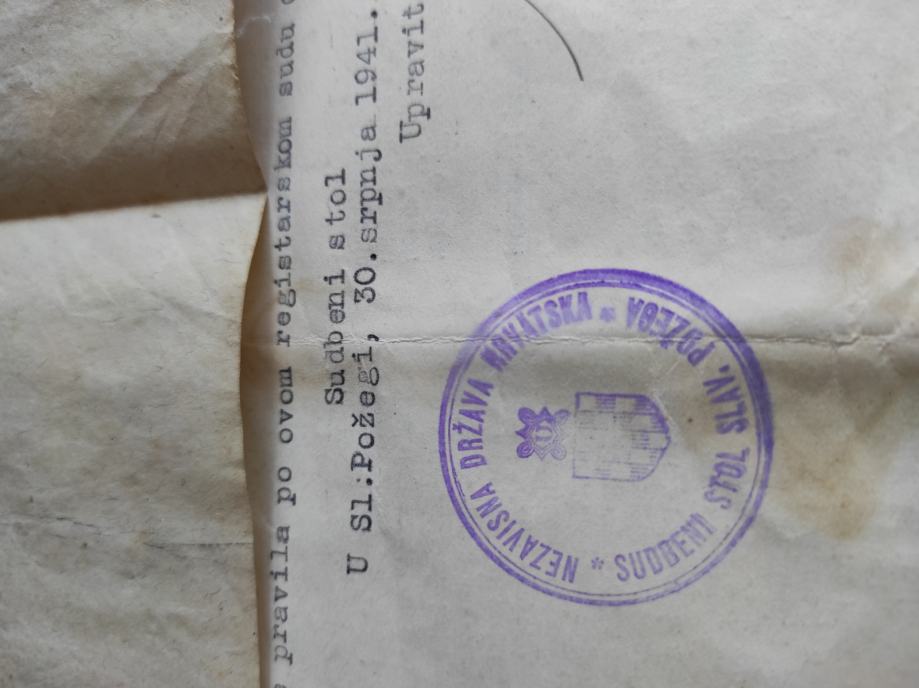 pravila po ovom registarskom sudu
Sudbeni stol
U Sl.Požegi, 30.srpnja 1941.
Upravit
NEZAVISNA DRŽAVA HRVATSKA * SUDBENI STOL SLAV. POŽEGA *
U